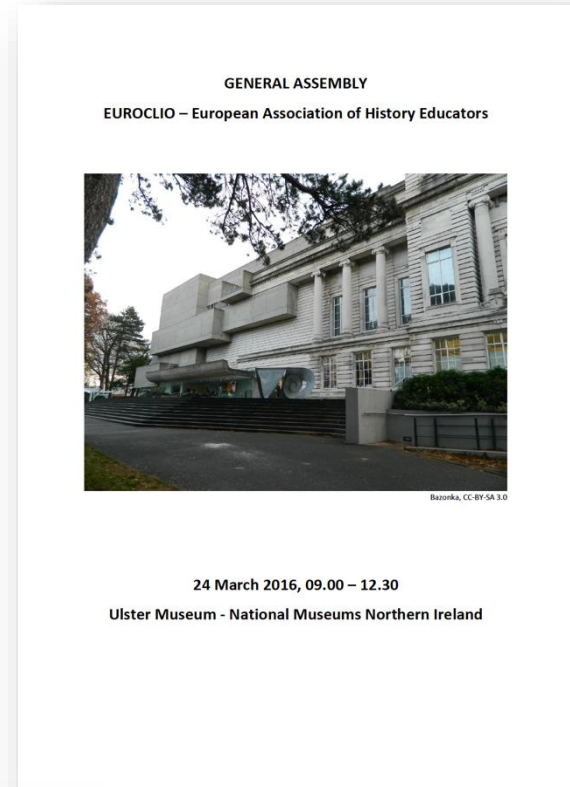 GENERAL ASSEMBLY
EUROCLIO – European Association of History Educators
Bazonka, CC-BY-SA 3.0
24 March 2016, 09.00 – 12.30
Ulster Museum - National Museums Northern Ireland